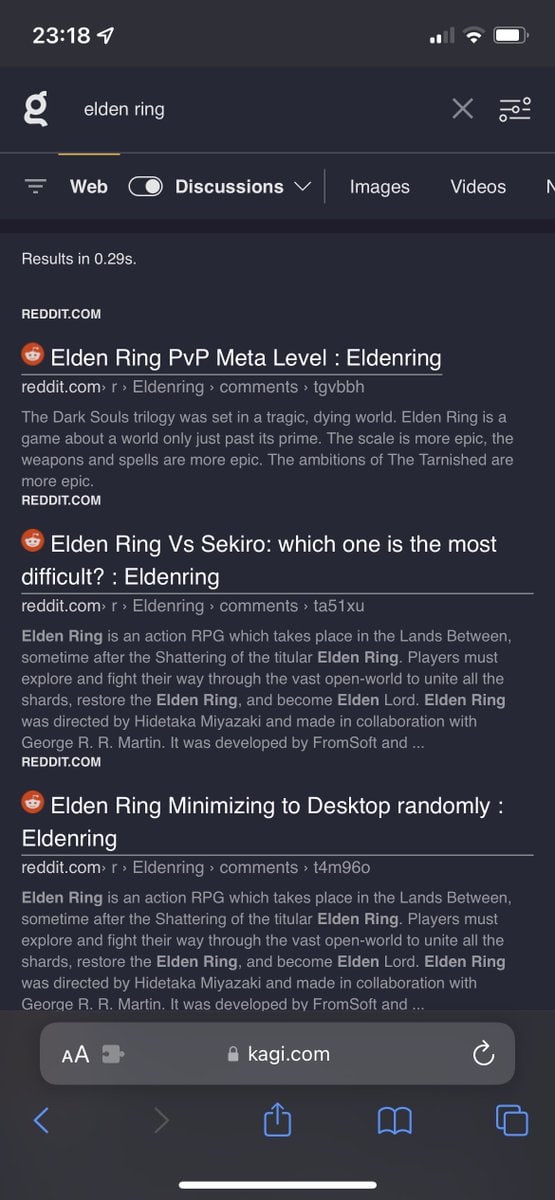 23:18
g elden ring
Web Discussions Images Videos N
Results in 0.29s.
REDDIT.COM
Elden Ring PvP Meta Level : Eldenring
reddit.com› r › Eldenring › comments › tgvbbh
The Dark Souls trilogy was set in a tragic, dying world. Elden Ring is a
game about a world only just past its prime. The scale is more epic, the
weapons and spells are more epic. The ambitions of The Tarnished are
more epic.
REDDIT.COM
Elden Ring Vs Sekiro: which one is the most
difficult? : Eldenring
reddit.com› r › Eldenring › comments › ta51xu
Elden Ring is an action RPG which takes place in the Lands Between,
sometime after the Shattering of the titular Elden Ring. Players must
explore and fight their way through the vast open-world to unite all the
shards, restore the Elden Ring, and become Elden Lord. Elden Ring
was directed by Hidetaka Miyazaki and made in collaboration with
George R. R. Martin. It was developed by FromSoft and ...
REDDIT.COM
Elden Ring Minimizing to Desktop randomly :
Eldenring
reddit.com› r › Eldenring › comments › t4m96o
Elden Ring is an action RPG which takes place in the Lands Between,
sometime after the Shattering of the titular Elden Ring. Players must
explore and fight their way through the vast open-world to unite all the
shards, restore the Elden Ring, and become Elden Lord. Elden Ring
was directed by Hidetaka Miyazaki and made in collaboration with
George R. R. Martin. It was developed by FromSoft and ...
AA kagi.com